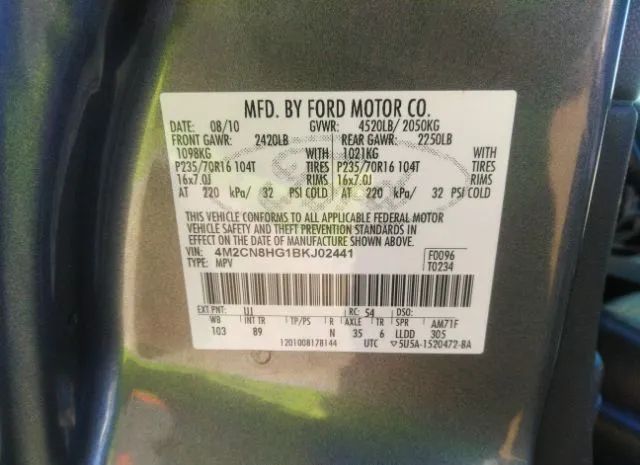 MFD. BY FORD MOTOR CO.
DATE: 08/10 GVWR: 4520LB/ 2050KG
FRONT GAWR: 2420LB REAR GAWR: 2250LB
1098KG WITH 1021KG WITH
P235/70R16 104T TIRES P235/70R16 104T TIRES
16x7.0J RIMS 16x7.0J RIMS
AT 220 kPa/ 32 PSI COLD AT 220 kPa/ 32 PSI COLD
THIS VEHICLE CONFORMS TO ALL APPLICABLE FEDERAL MOTOR
VEHICLE SAFETY AND THEFT PREVENTION STANDARDS IN
EFFECT ON THE DATE OF MANUFACTURE SHOWN ABOVE.
VIN: 4M2CN8HG1BKJ02441 F0096
TYPE: MPV T0234
EXT PNT: UJ RC: 54 DSO:
WB INT TR TP/PS R AXLE TR SPR AM71F
103 89 N 35 6 LLDD 305
1201008178144 UTC ▽5U5A-1520472-BA